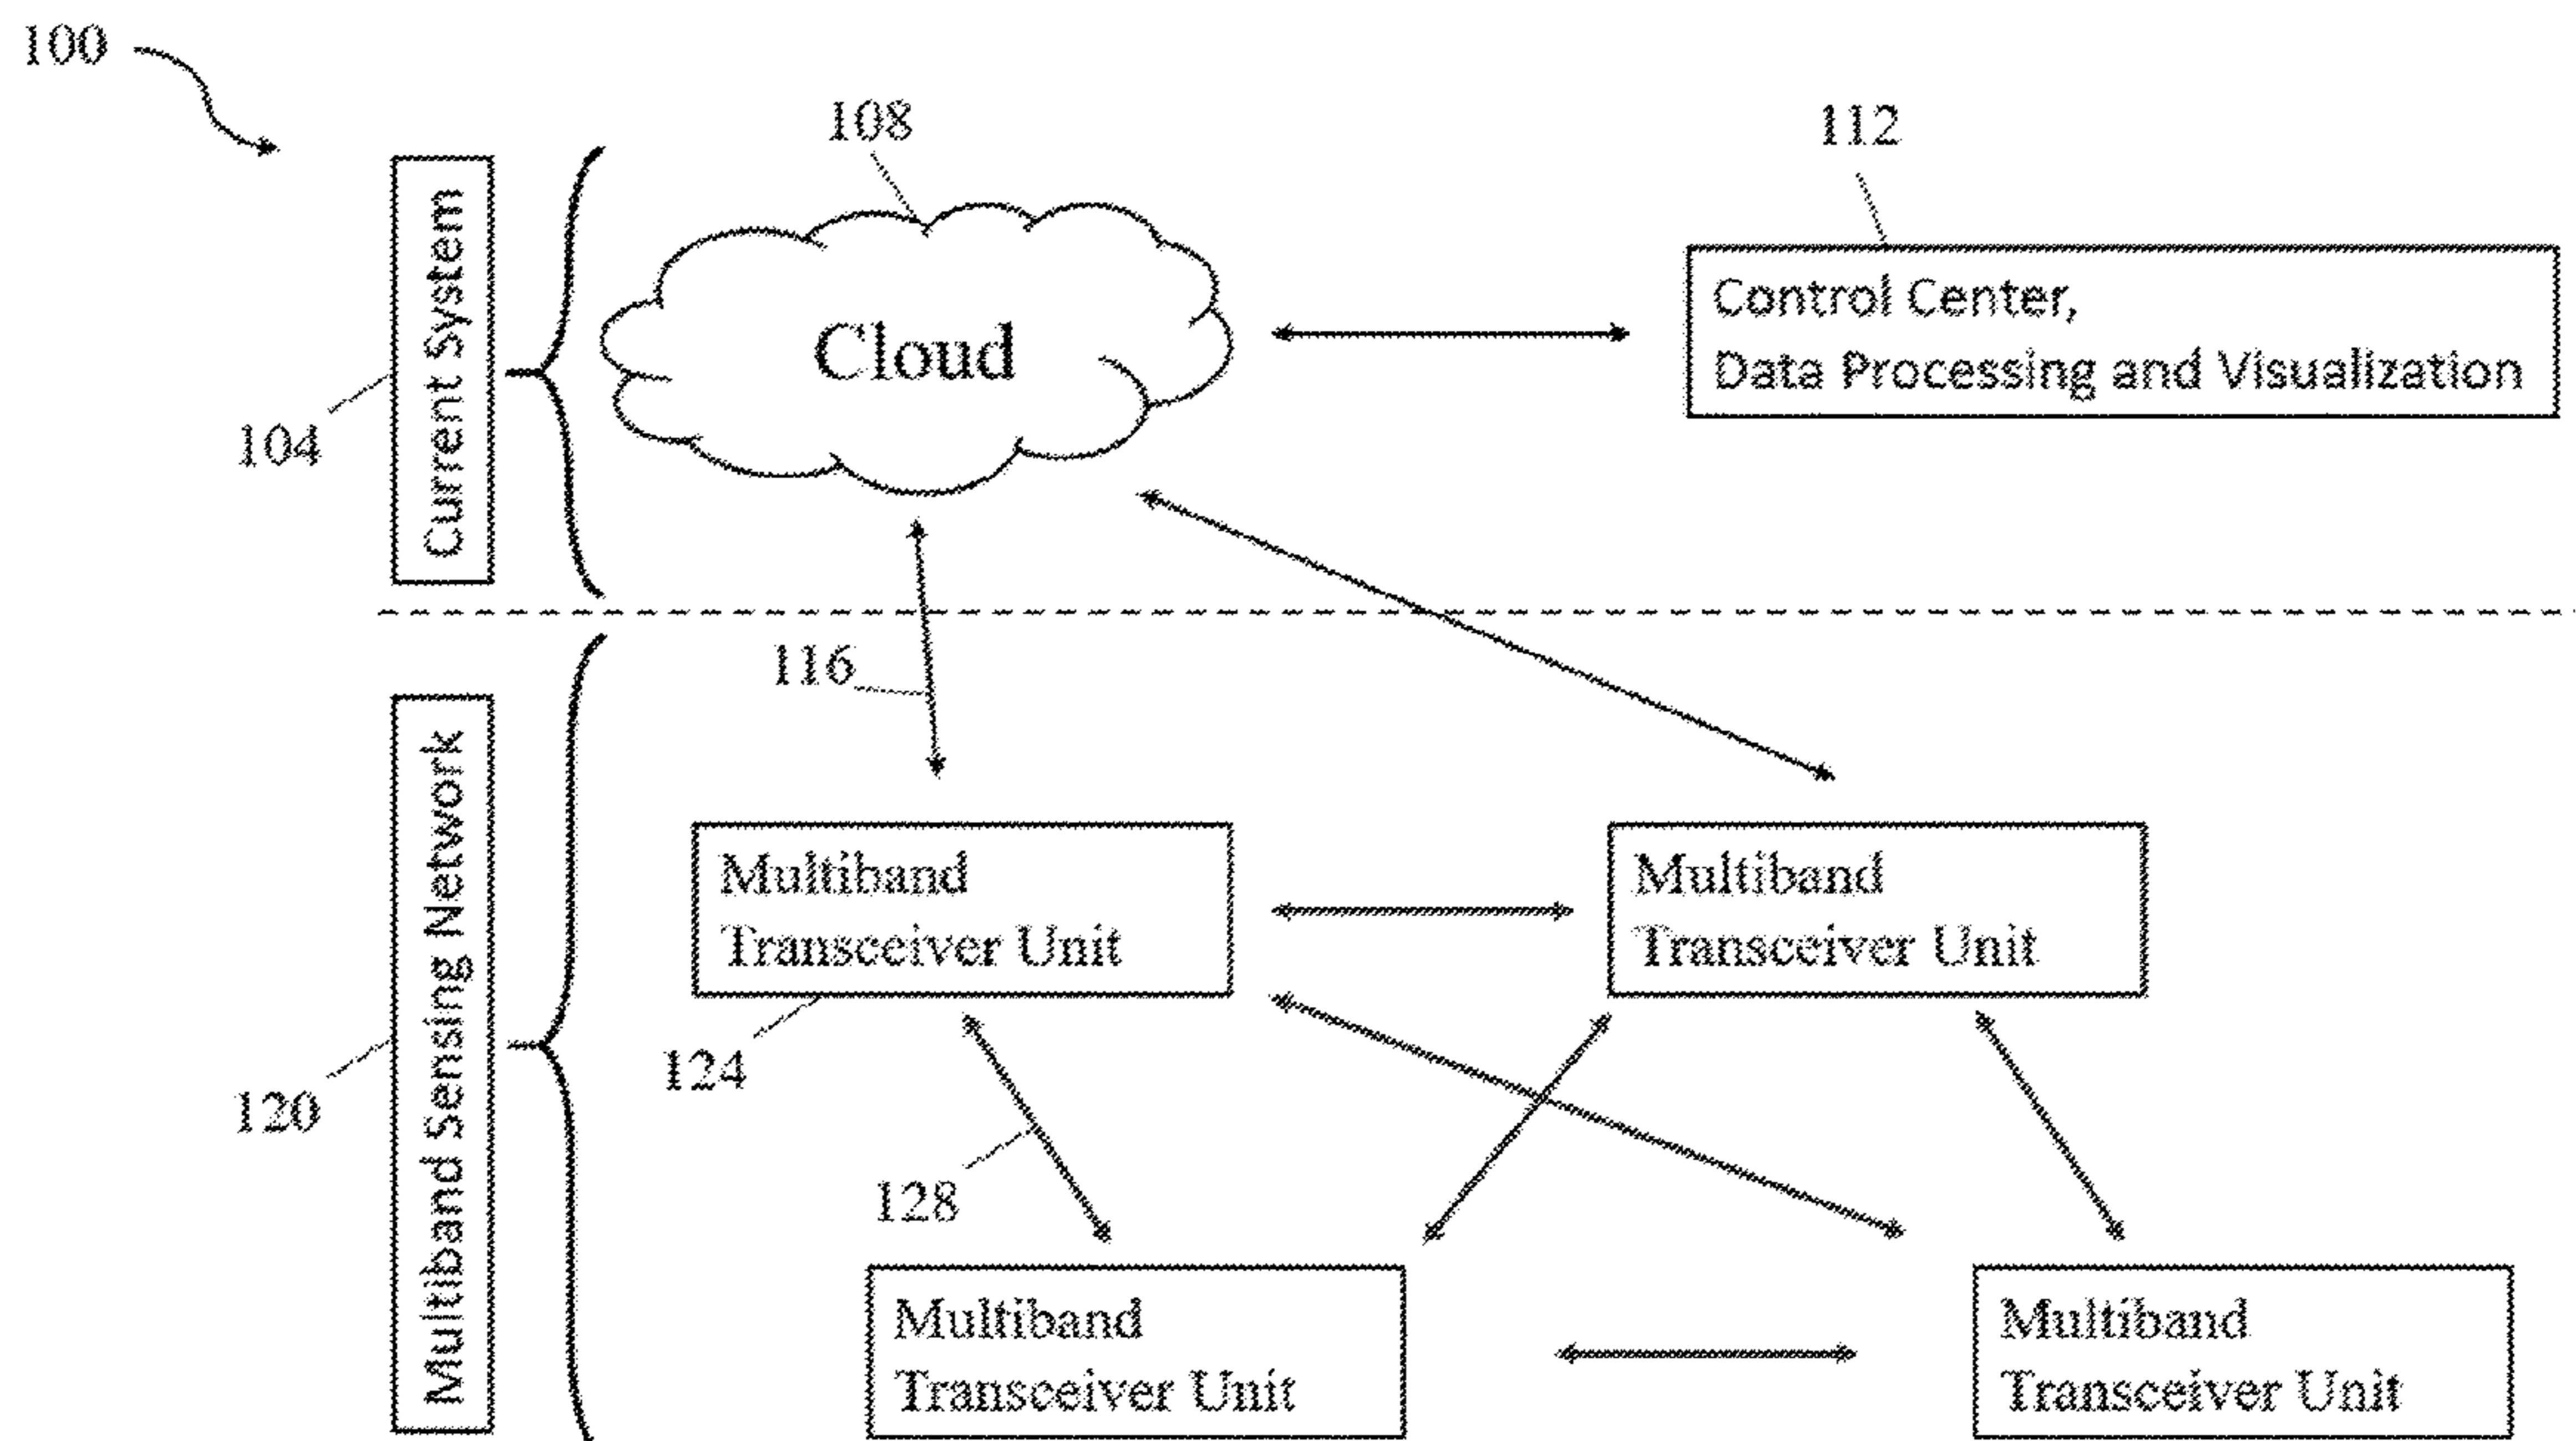 100
108
112
Current System
Cloud
Control Center,
Data Processing and Visualization
104
116
Multiband Sensing Network
Multiband
Transceiver Unit
Multiband
Transceiver Unit
124
120
128
Multiband
Transceiver Unit
Multiband
Transceiver Unit